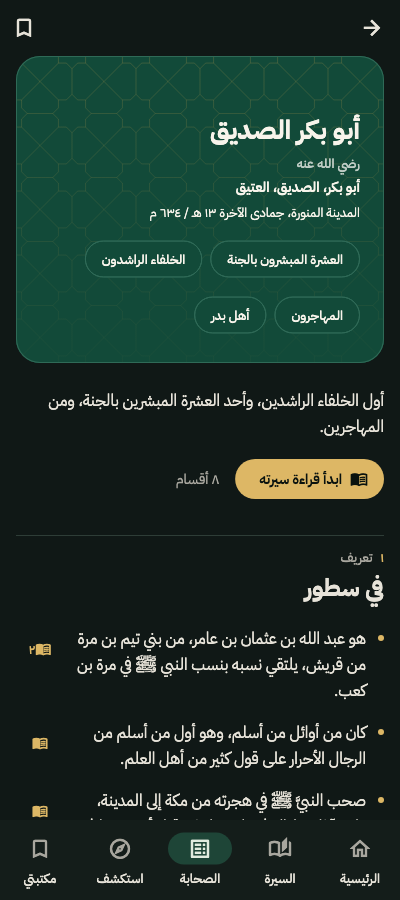 أبو بكر الصديق
رضي الله عنه
أبو بكر، الصديق، العتيق
المدينة المنورة، جمادى الآخرة ١٣ هـ / ٦٣٤ م
العشرة المبشرون بالجنة
الخلفاء الراشدون
المهاجرون
أهل بدر
أول الخلفاء الراشدين، وأحد العشرة المبشرين بالجنة، ومن
المهاجرين.
ابدأ قراءة سيرته
٨ أقسام
١ تعريف
في سطور
هو عبد الله بن عثمان بن عامر، من بني تيم بن مرة
من قريش، يلتقي نسبه بنسب النبي ﷺ في مرة بن
كعب.
٢
كان من أوائل من أسلم، وهو أول من أسلم من
الرجال الأحرار على قول كثير من أهل العلم.
صحب النبيَّ ﷺ في هجرته من مكة إلى المدينة،
الرئيسية
السيرة
الصحابة
استكشف
مكتبتي